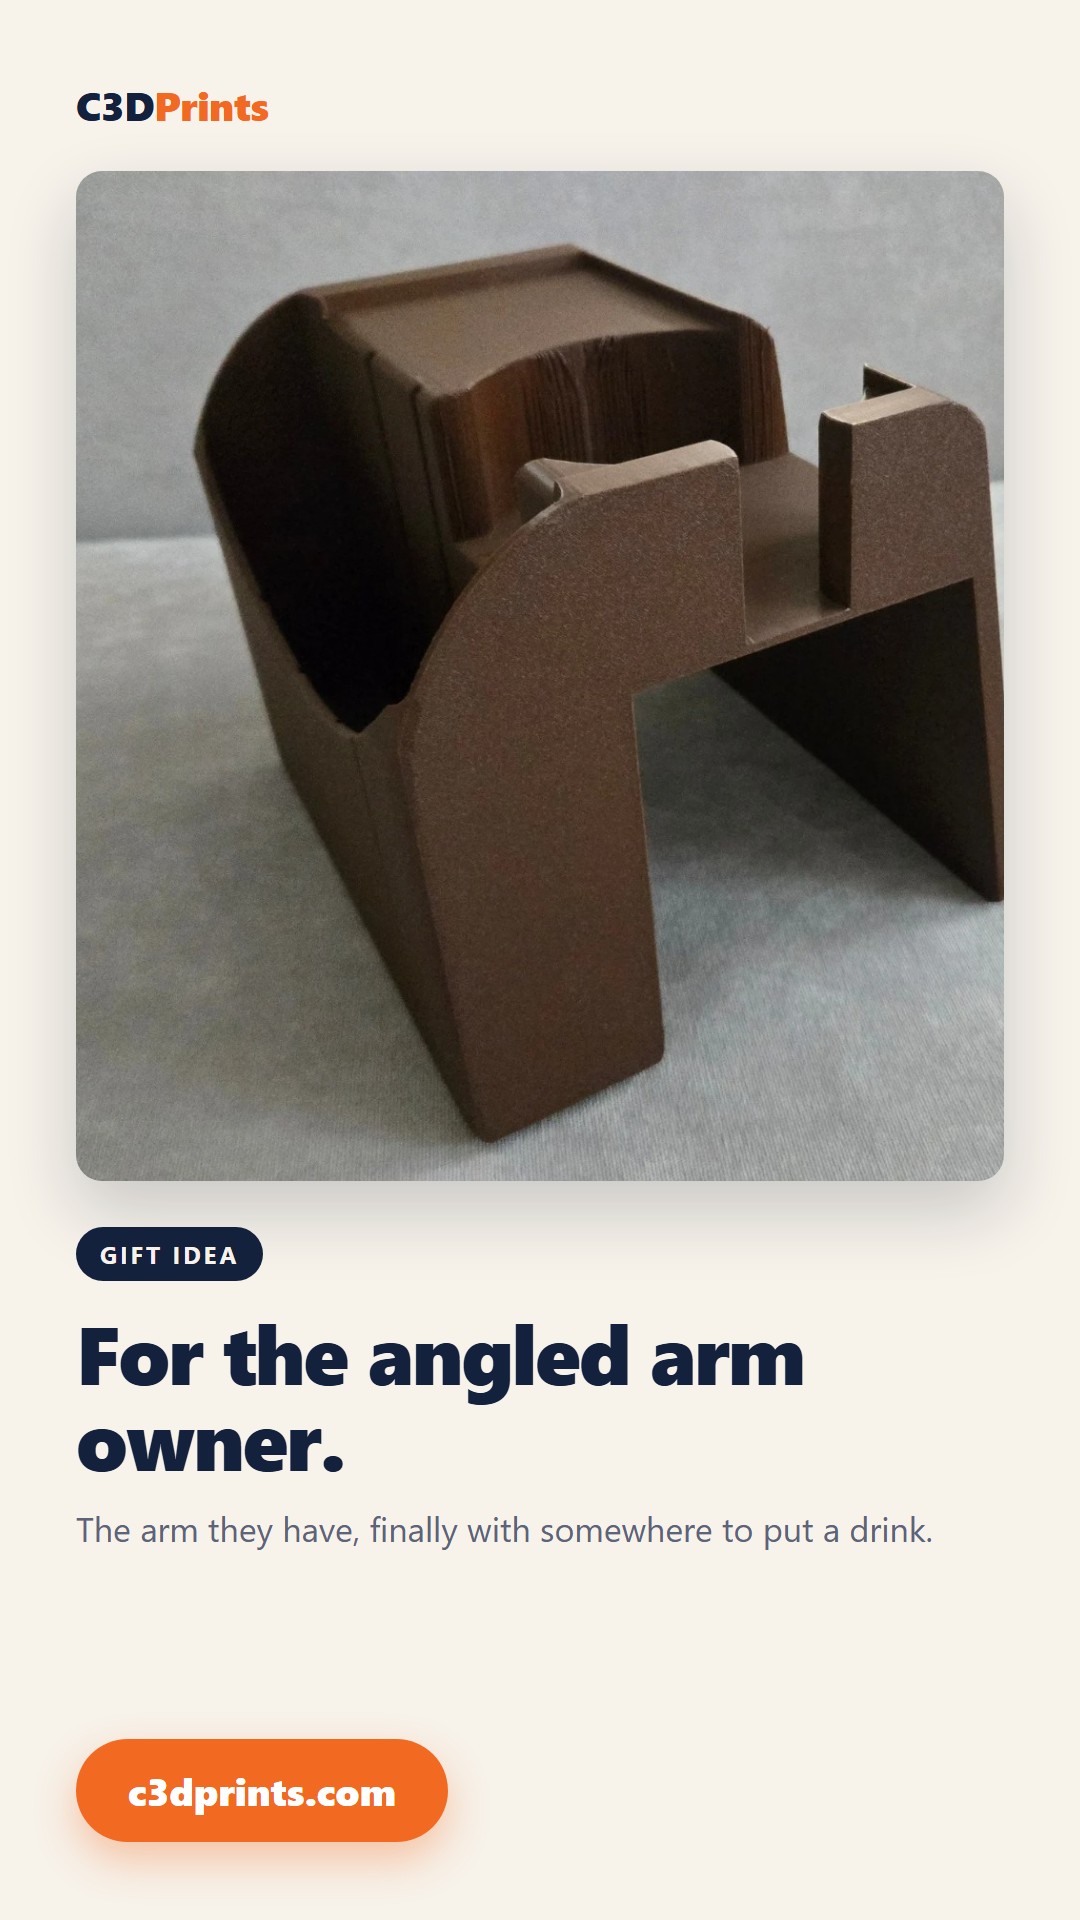 C3DPrints
GIFT IDEA
For the angled arm
owner.
The arm they have, finally with somewhere to put a drink.
c3dprints.com